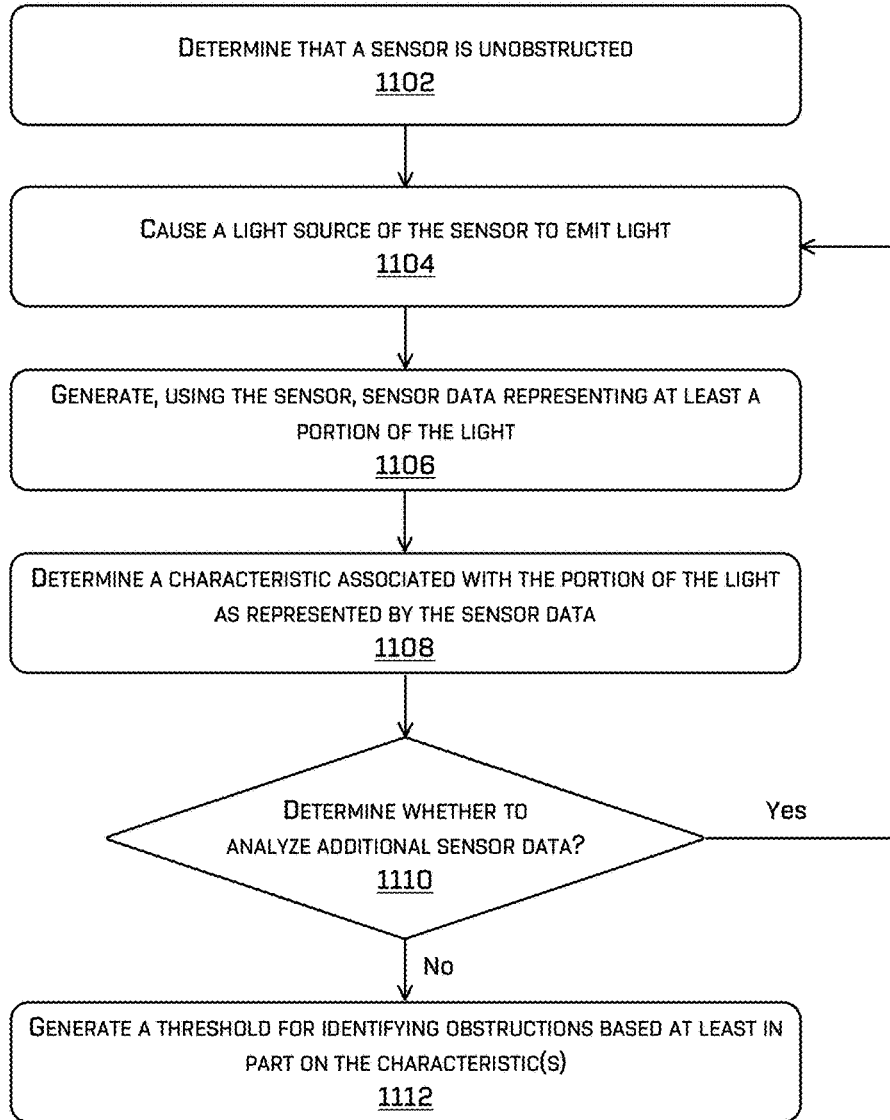 DETERMINE THAT A SENSOR IS UNOBSTRUCTED
1102
CAUSE A LIGHT SOURCE OF THE SENSOR TO EMIT LIGHT
1104
GENERATE, USING THE SENSOR, SENSOR DATA REPRESENTING AT LEAST A
PORTION OF THE LIGHT
1106
DETERMINE A CHARACTERISTIC ASSOCIATED WITH THE PORTION OF THE LIGHT
AS REPRESENTED BY THE SENSOR DATA
1108
DETERMINE WHETHER TO
ANALYZE ADDITIONAL SENSOR DATA?
1110
Yes
No
GENERATE A THRESHOLD FOR IDENTIFYING OBSTRUCTIONS BASED AT LEAST IN
PART ON THE CHARACTERISTIC(S)
1112